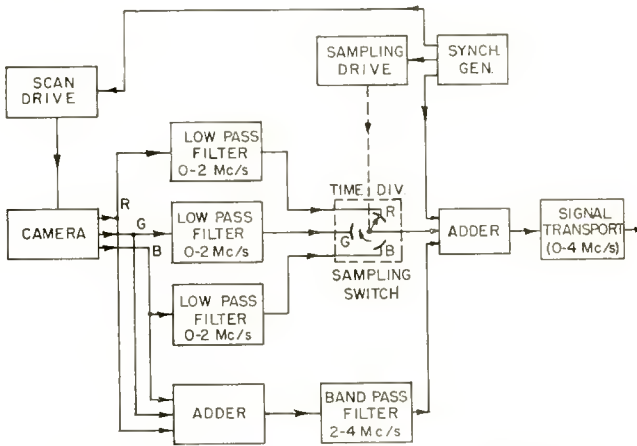 SAMPLING
DRIVE
SYNCH.
GEN.
SCAN
DRIVE
LOW PASS
FILTER
0-2 Mc/s
TIME DIV.
R
R
CAMERA
G
B
LOW PASS
FILTER
0-2 Mc/s
G
B
SAMPLING
SWITCH
ADDER
SIGNAL
TRANSPORT
(0-4 Mc/s)
LOW PASS
FILTER
0-2 Mc/s
ADDER
BAND PASS
FILTER
2-4 Mc/s